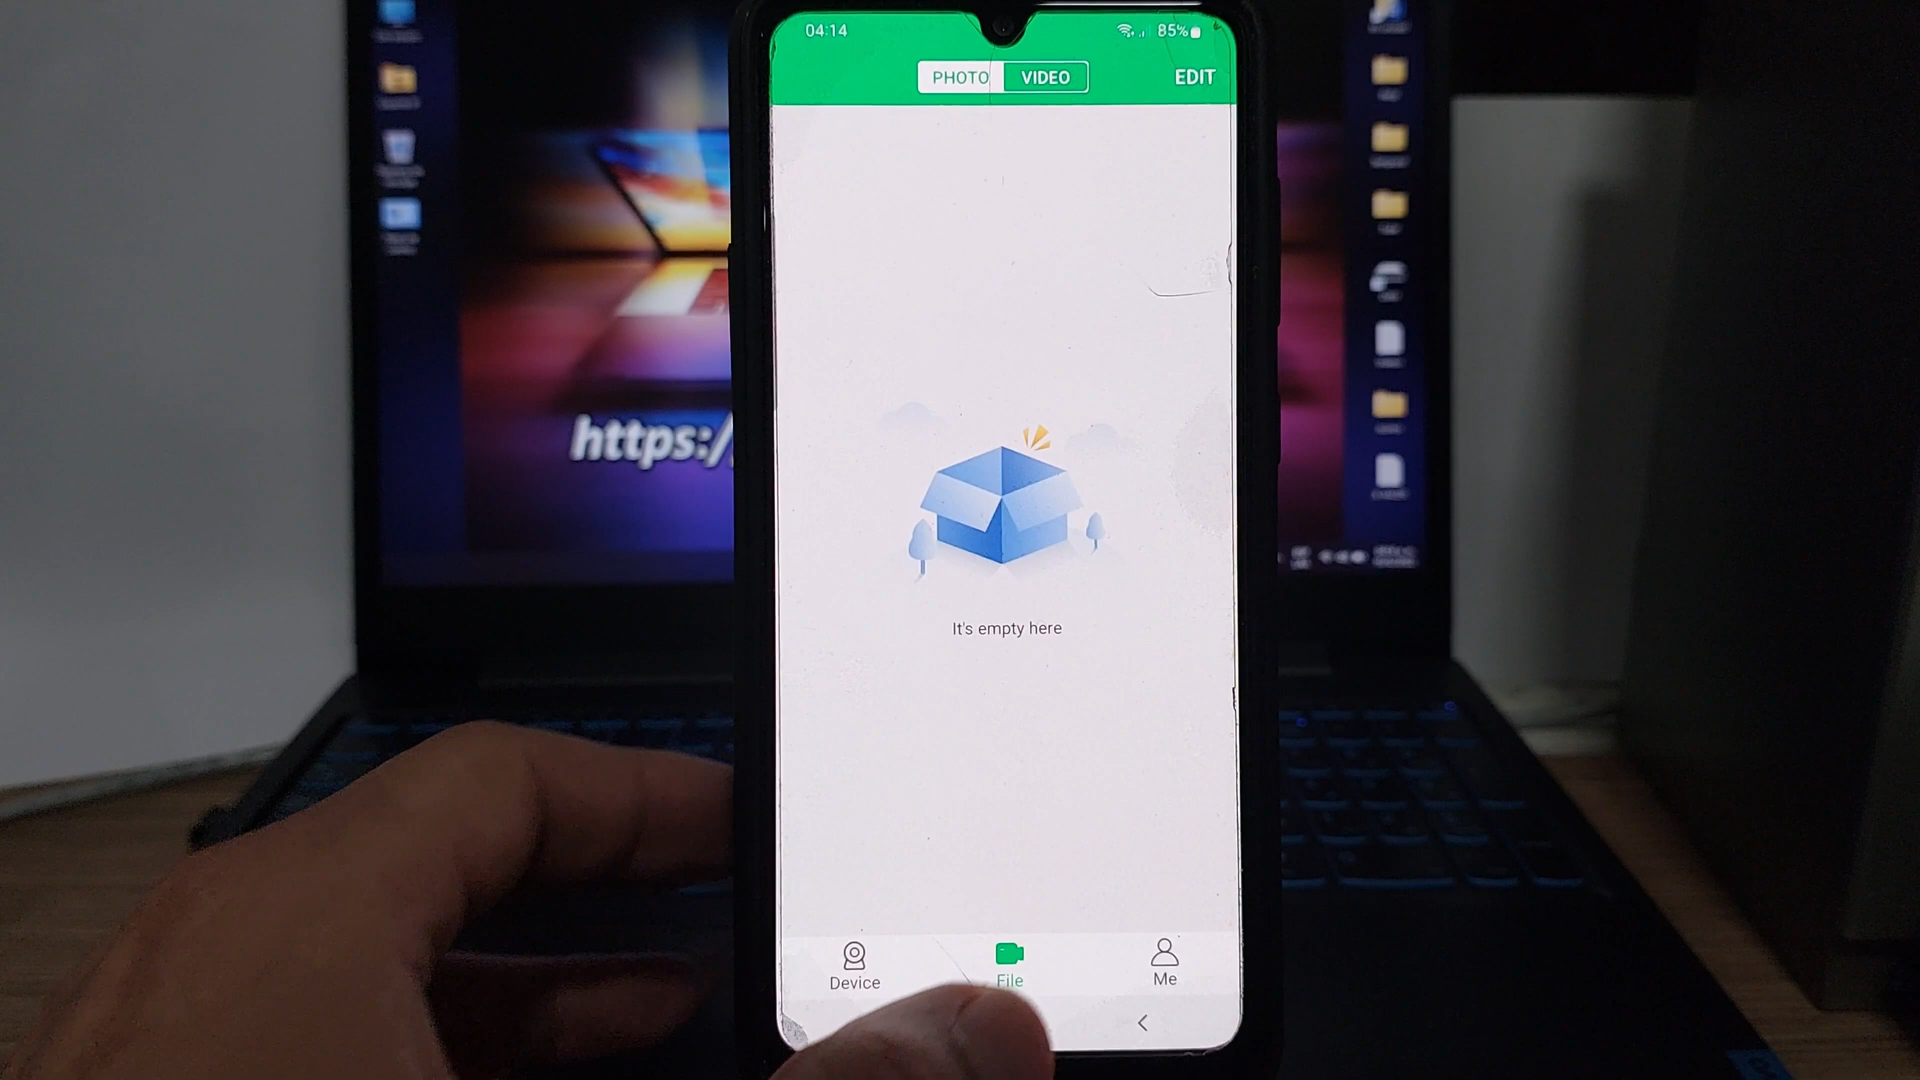 04:14 85%
PHOTO VIDEO EDIT
https:/
It's empty here
Device File Me